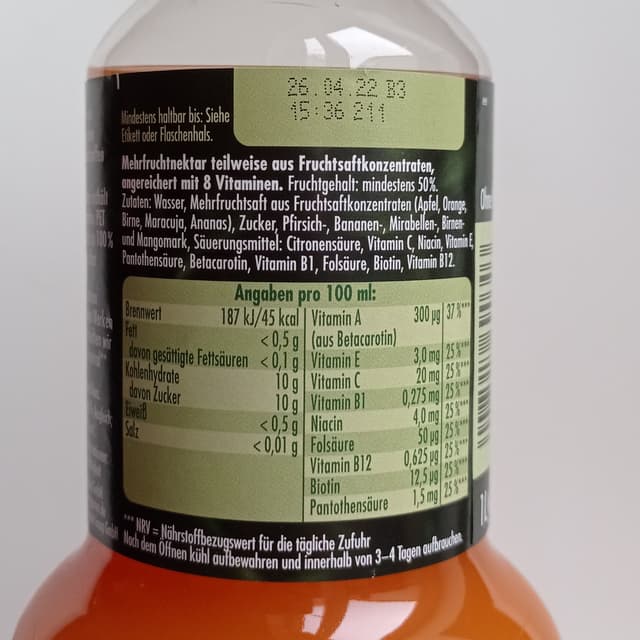 26.04.22 B3
15:36 211
Mindestens haltbar bis: Siehe
Etikett oder Flaschenhals.
Mehrfruchtnektar teilweise aus Fruchtsaftkonzentraten,
angereichert mit 8 Vitaminen. Fruchtgehalt: mindestens 50%.
Zutaten: Wasser, Mehrfruchtsaft aus Fruchtsaftkonzentraten (Apfel, Orange,
Birne, Maracuja, Ananas), Zucker, Pfirsich-, Bananen-, Mirabellen-, Birnen-
und Mangomark, Säuerungsmittel: Citronensäure, Vitamin C, Niacin, Vitamin E,
Pantothensäure, Betacarotin, Vitamin B1, Folsäure, Biotin, Vitamin B12.
Angaben pro 100 ml:
Brennwert 187 kJ/45 kcal
Fett < 0,5 g
davon gesättigte Fettsäuren < 0,1 g
Kohlenhydrate 10 g
davon Zucker 10 g
Eiweiß < 0,5 g
Salz < 0,01 g
Vitamin A 300 µg 37 %***
(aus Betacarotin)
Vitamin E 3,0 mg 25 %***
Vitamin C 20 mg 25 %***
Vitamin B1 0,275 mg 25 %***
Niacin 4,0 mg 25 %***
Folsäure 50 µg 25 %***
Vitamin B12 0,625 µg 25 %***
Biotin 12,5 µg 25 %***
Pantothensäure 1,5 mg 25 %***
*** NRV = Nährstoffbezugswert für die tägliche Zufuhr
Nach dem Öffnen kühl aufbewahren und innerhalb von 3–4 Tagen aufbrauchen.
100%